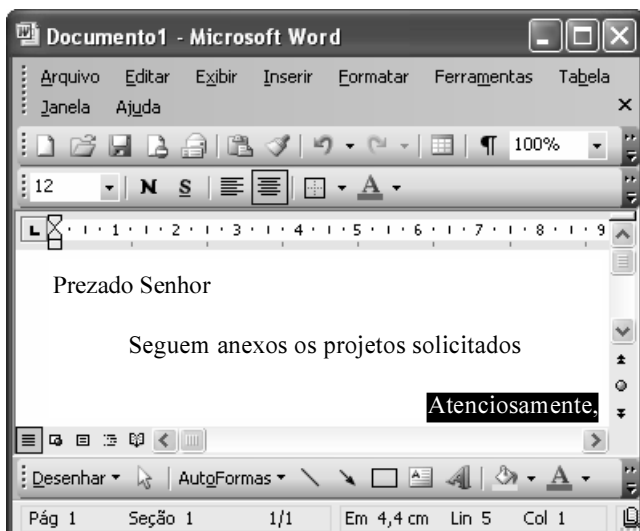 Documento1 - Microsoft Word
Arquivo Editar Exibir Inserir Formatar Ferramentas Tabela
Janela Ajuda
100%
12 N S A
L 1 2 3 4 5 6 7 8 9
Prezado Senhor
Seguem anexos os projetos solicitados
Atenciosamente,
Desenhar AutoFormas A
Pág 1 Seção 1 1/1 Em 4,4 cm Lin 5 Col 1